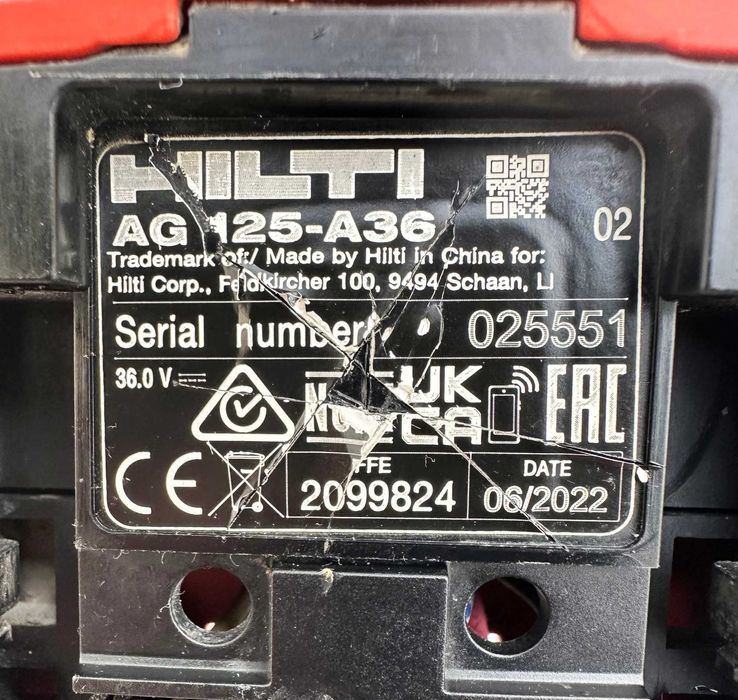 HILTI
AG 125-A36
02
Trademark of:/ Made by Hilti in China for:
Hilti Corp., Feldkircher 100, 9494 Schaan, LI
Serial number: 025551
36.0 V
UK
CA
EAC
CE
2099824
DATE
06/2022